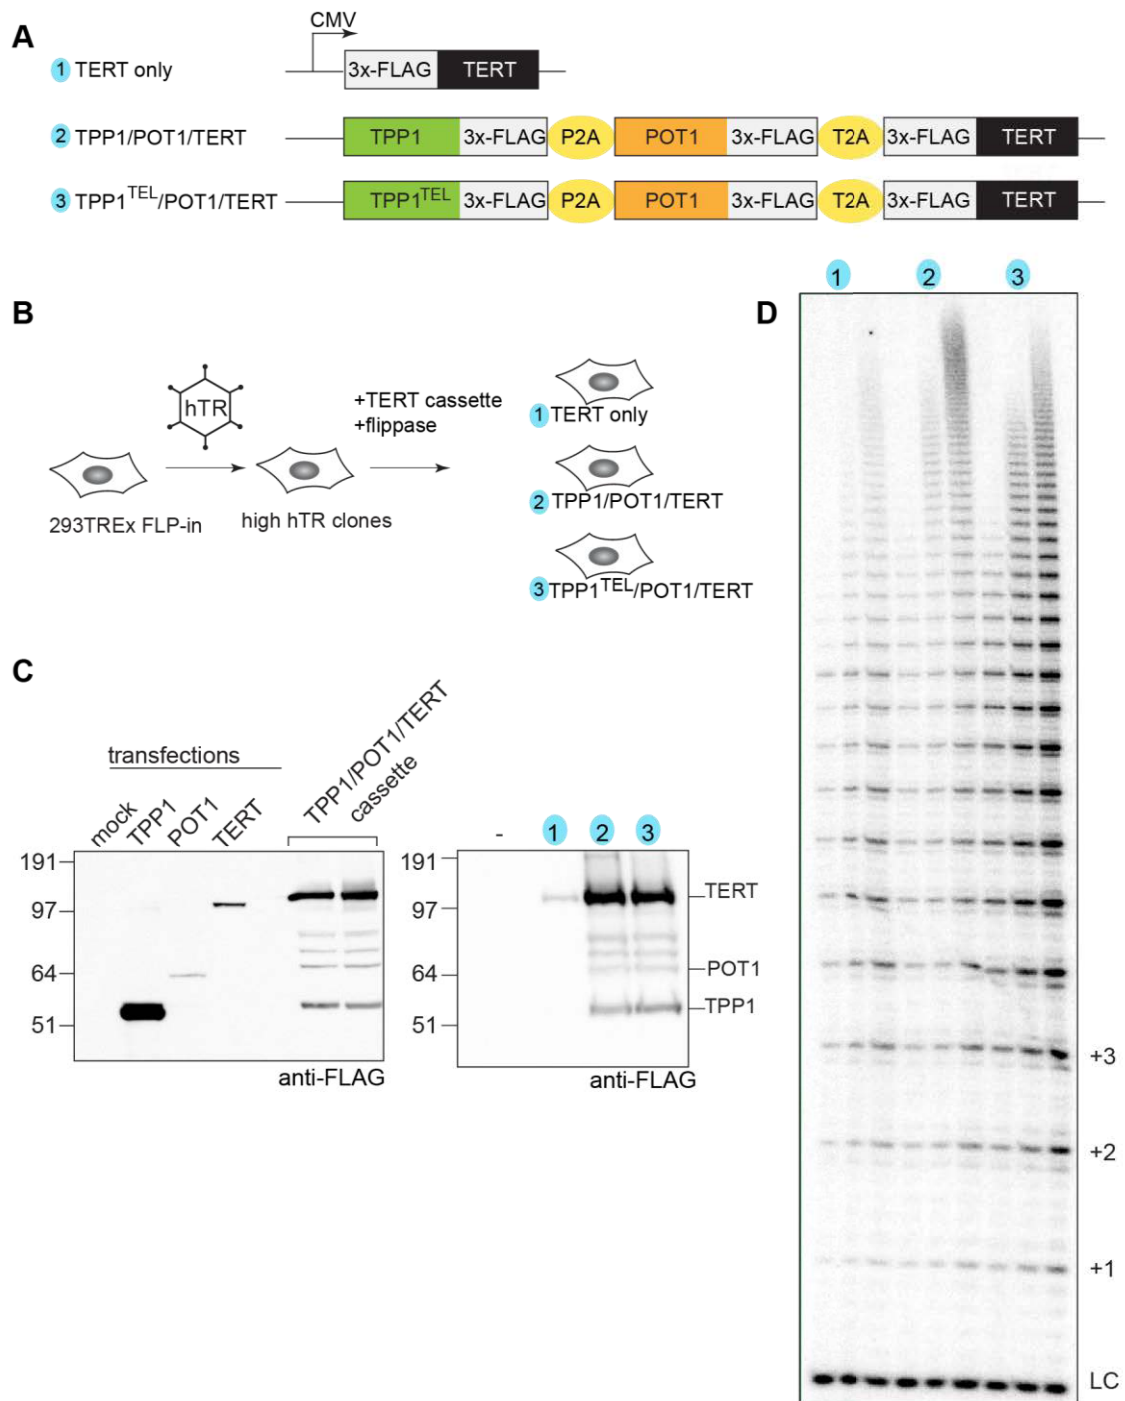 A
CMV
1 TERT only
3x-FLAG TERT
2 TPP1/POT1/TERT
TPP1 3x-FLAG P2A POT1 3x-FLAG T2A 3x-FLAG TERT
3 TPP1TEL/POT1/TERT
TPP1TEL 3x-FLAG P2A POT1 3x-FLAG T2A 3x-FLAG TERT
B
hTR
293TREx FLP-in
high hTR clones
+TERT cassette
+flippase
1 TERT only
2 TPP1/POT1/TERT
3 TPP1TEL/POT1/TERT
C
transfections
mock
TPP1
POT1
TERT
TPP1/POT1/TERT
cassette
191
97
64
51
anti-FLAG
- 1 2 3
191
97
64
51
TERT
POT1
TPP1
anti-FLAG
D
1 2 3
+3
+2
+1
LC